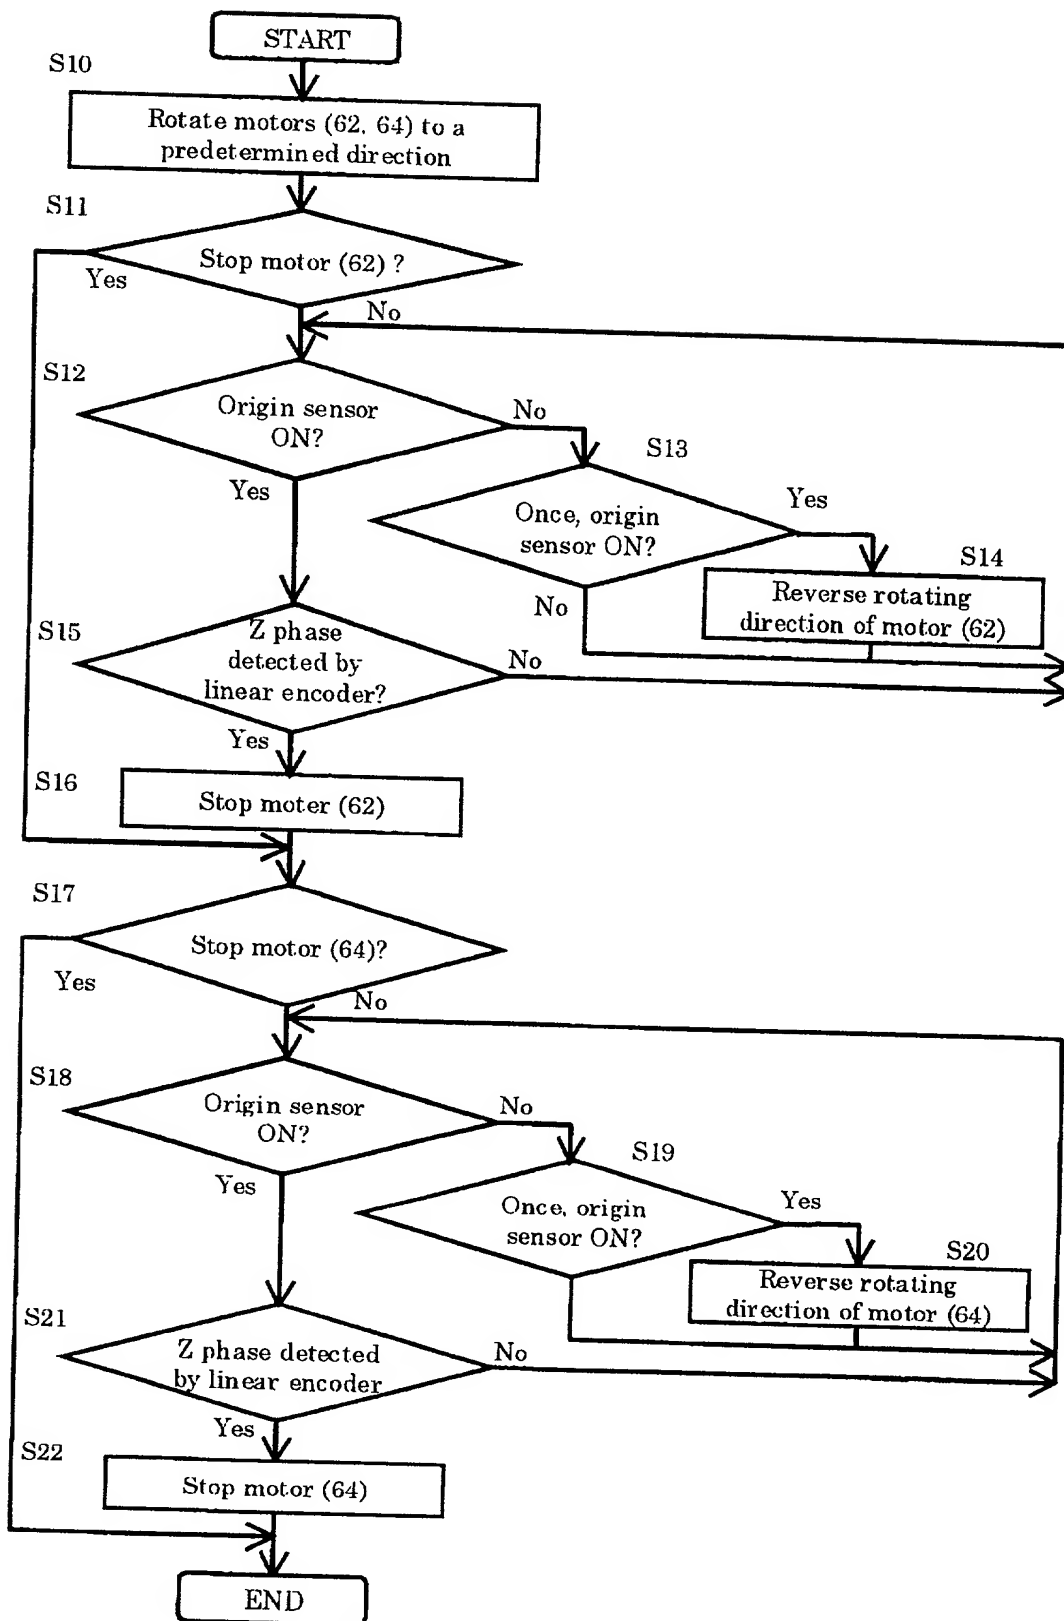 START
S10
Rotate motors (62, 64) to a
predetermined direction
S11
Stop motor (62) ?
Yes
No
S12
Origin sensor
ON?
No
Yes
S13
Once, origin
sensor ON?
Yes
No
S14
Reverse rotating
direction of motor (62)
S15
Z phase
detected by
linear encoder?
No
Yes
S16
Stop moter (62)
S17
Stop motor (64)?
Yes
No
S18
Origin sensor
ON?
No
Yes
S19
Once, origin
sensor ON?
Yes
S20
Reverse rotating
direction of motor (64)
S21
Z phase detected
by linear encoder
No
Yes
S22
Stop motor (64)
END